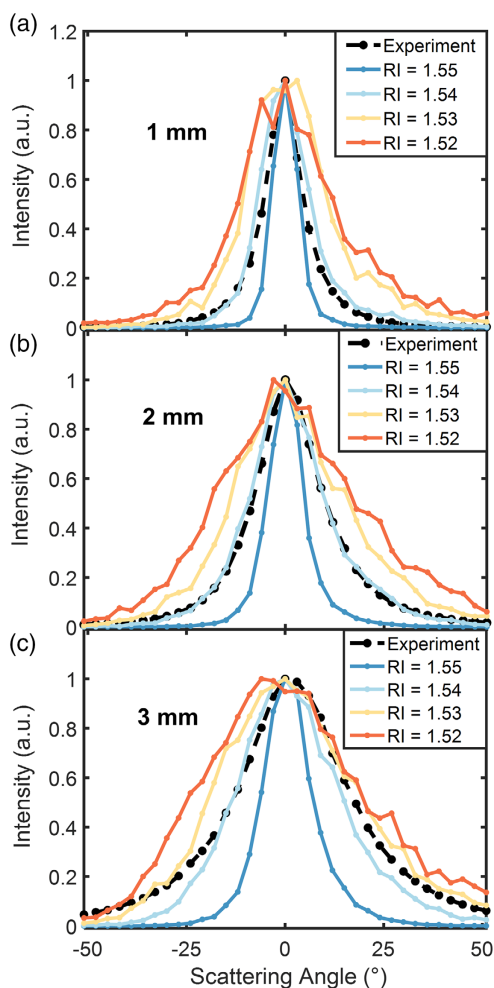 (a)
1.2
1
0.8
0.6
0.4
0.2
0
Intensity (a.u.)
1 mm
Experiment
RI = 1.55
RI = 1.54
RI = 1.53
RI = 1.52
(b)
1
0.8
0.6
0.4
0.2
0
Intensity (a.u.)
2 mm
Experiment
RI = 1.55
RI = 1.54
RI = 1.53
RI = 1.52
(c)
1
0.8
0.6
0.4
0.2
0
Intensity (a.u.)
3 mm
Experiment
RI = 1.55
RI = 1.54
RI = 1.53
RI = 1.52
-50 -25 0 25 50
Scattering Angle (°)